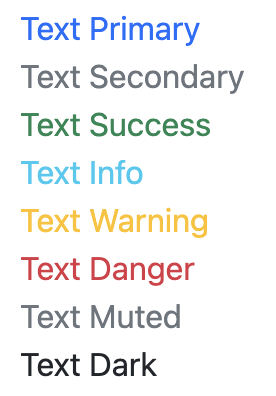 Text Primary
Text Secondary
Text Success
Text Info
Text Warning
Text Danger
Text Muted
Text Dark